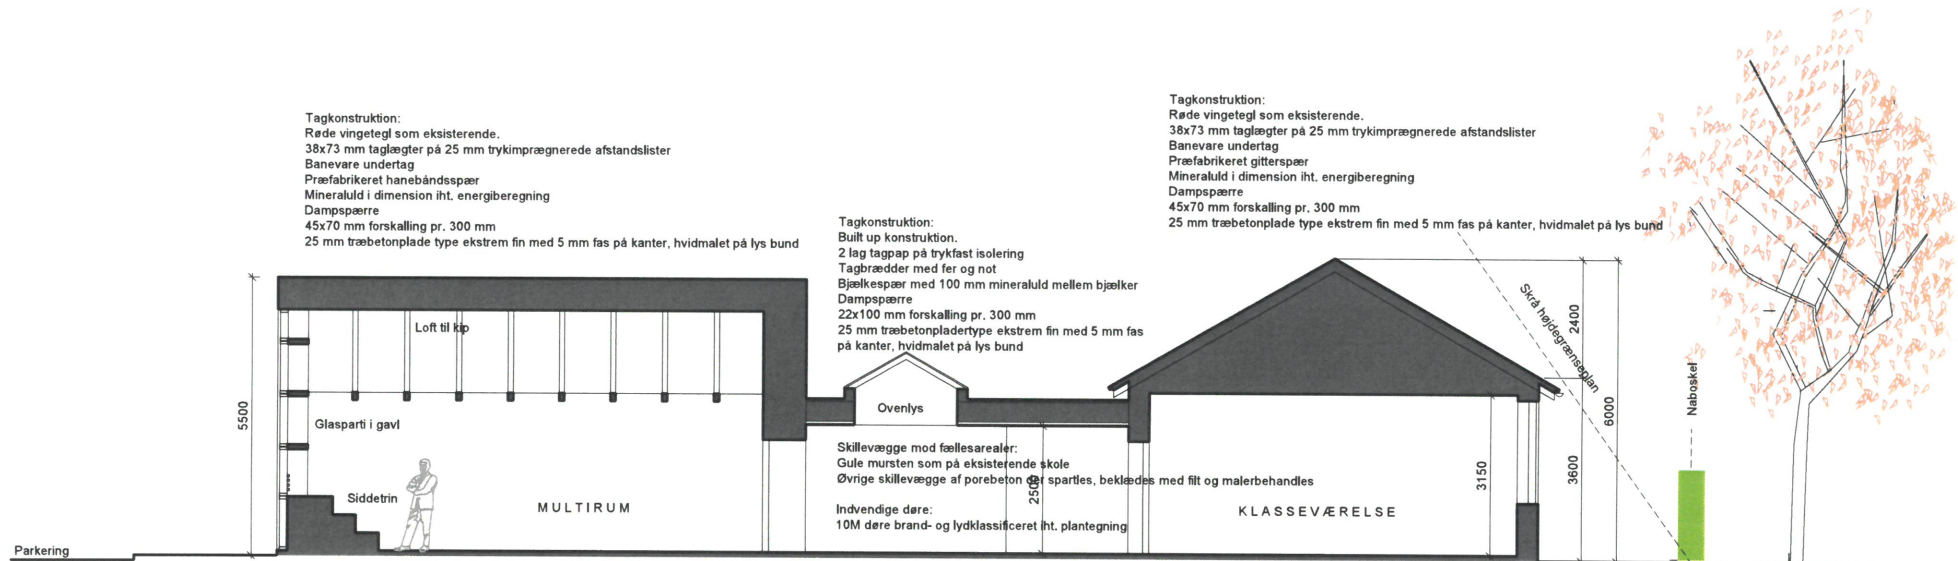 Tagkonstruktion:
Røde vingetegl som eksisterende.
38x73 mm taglægter på 25 mm trykimprægnerede afstandslister
Banevare undertag
Præfabrikeret hanebåndsspær
Mineraluld i dimension iht. energiberegning
Dampspærre
45x70 mm forskalling pr. 300 mm
25 mm træbetonplade type ekstrem fin med 5 mm fas på kanter, hvidmalet på lys bund
Tagkonstruktion:
Built up konstruktion.
2 lag tagpap på trykfast isolering
Tagbrædder med fer og not
Bjælkespær med 100 mm mineraluld mellem bjælker
Dampspærre
22x100 mm forskalling pr. 300 mm
25 mm træbetonpladertype ekstrem fin med 5 mm fas
på kanter, hvidmalet på lys bund
Tagkonstruktion:
Røde vingetegl som eksisterende.
38x73 mm taglægter på 25 mm trykimprægnerede afstandslister
Banevare undertag
Præfabrikeret gitterspær
Mineraluld i dimension iht. energiberegning
Dampspærre
45x70 mm forskalling pr. 300 mm
25 mm træbetonplade type ekstrem fin med 5 mm fas på kanter, hvidmalet på lys bund
Loft til kip
5500
Glasparti i gavl
Siddetrin
MULTIRUM
Ovenlys
Skillevægge mod fællesarealer:
Gule mursten som på eksisterende skole
Øvrige skillevægge af porebeton der spartles, beklædes med filt og malerbehandles
Indvendige døre:
10M døre brand- og lydklassificeret iht. plantegning
2500
KLASSEVÆRELSE
3150
3600
2400
6000
Skrå højdegrænseplan
Naboskel
Parkering